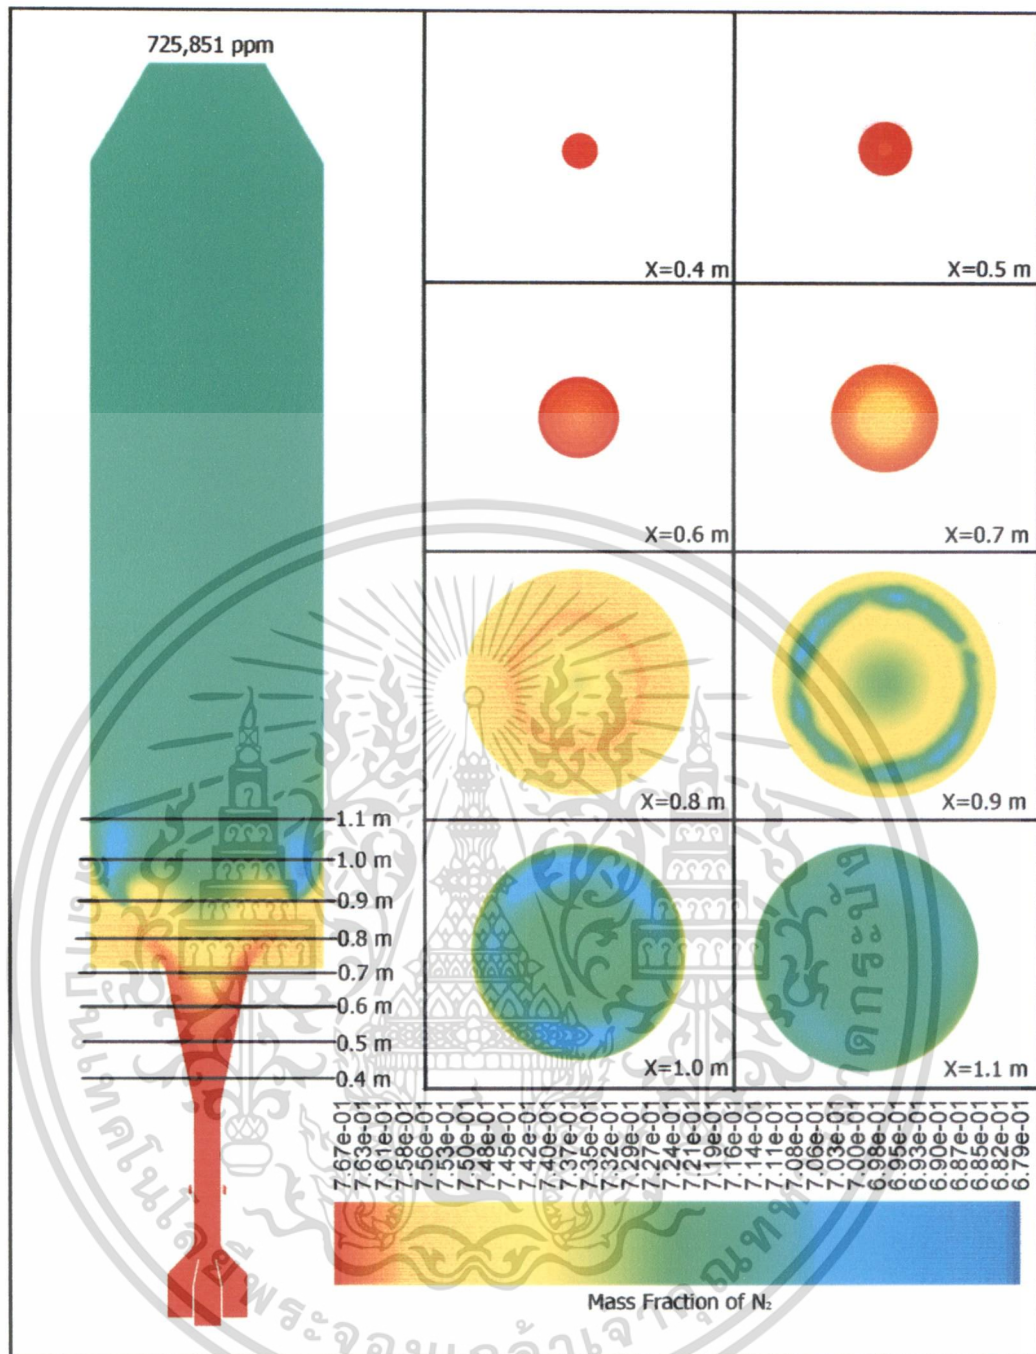 725,851 ppm
X=0.4 m
X=0.5 m
X=0.6 m
X=0.7 m
X=0.8 m
X=0.9 m
X=1.0 m
X=1.1 m
1.1 m
1.0 m
0.9 m
0.8 m
0.7 m
0.6 m
0.5 m
0.4 m
7.67e-01
7.63e-01
7.61e-01
7.58e-01
7.56e-01
7.53e-01
7.50e-01
7.48e-01
7.45e-01
7.42e-01
7.40e-01
7.37e-01
7.35e-01
7.32e-01
7.29e-01
7.27e-01
7.24e-01
7.21e-01
7.19e-01
7.16e-01
7.14e-01
7.11e-01
7.08e-01
7.06e-01
7.03e-01
7.00e-01
6.98e-01
6.95e-01
6.93e-01
6.90e-01
6.87e-01
6.85e-01
6.82e-01
6.79e-01
Mass Fraction of N₂